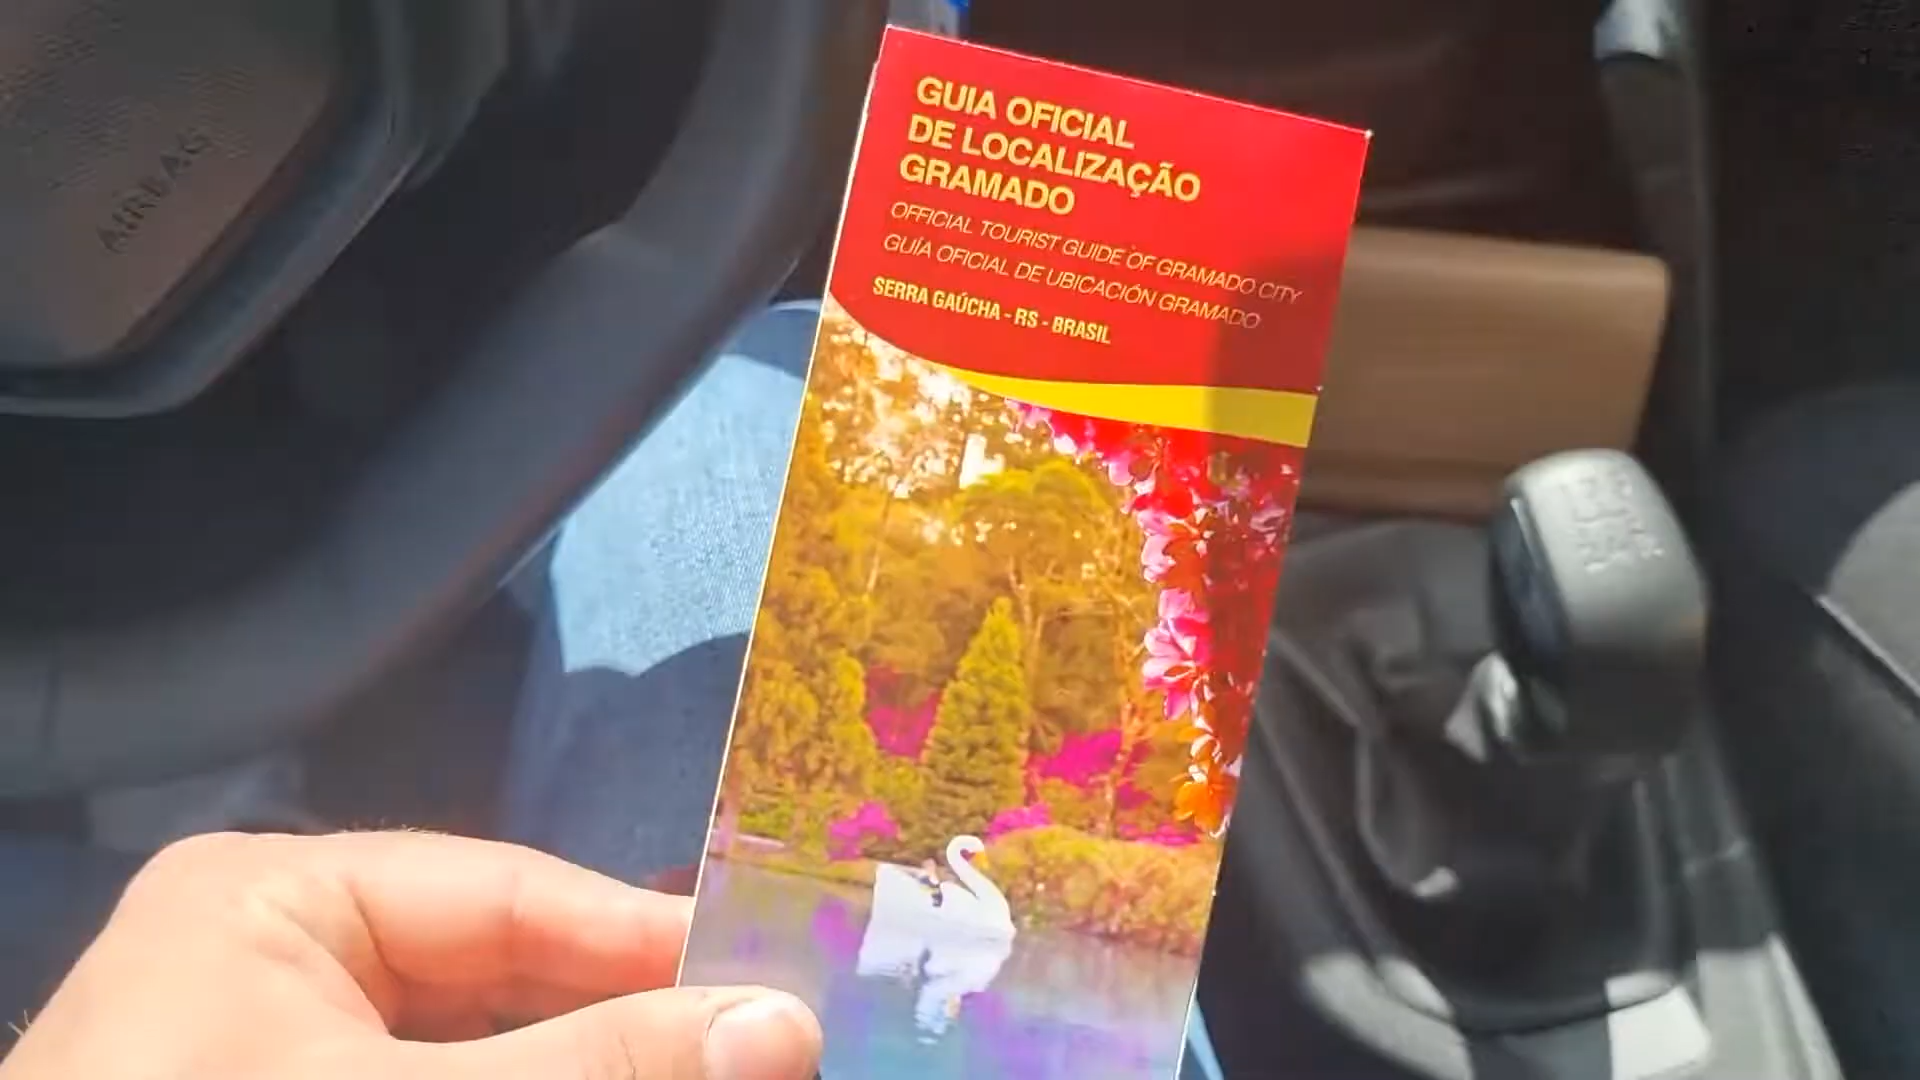 AIRBAG
GUIA OFICIAL
DE LOCALIZAÇÃO
GRAMADO
OFFICIAL TOURIST GUIDE OF GRAMADO CITY
GUÍA OFICIAL DE UBICACIÓN GRAMADO
SERRA GAÚCHA - RS - BRASIL